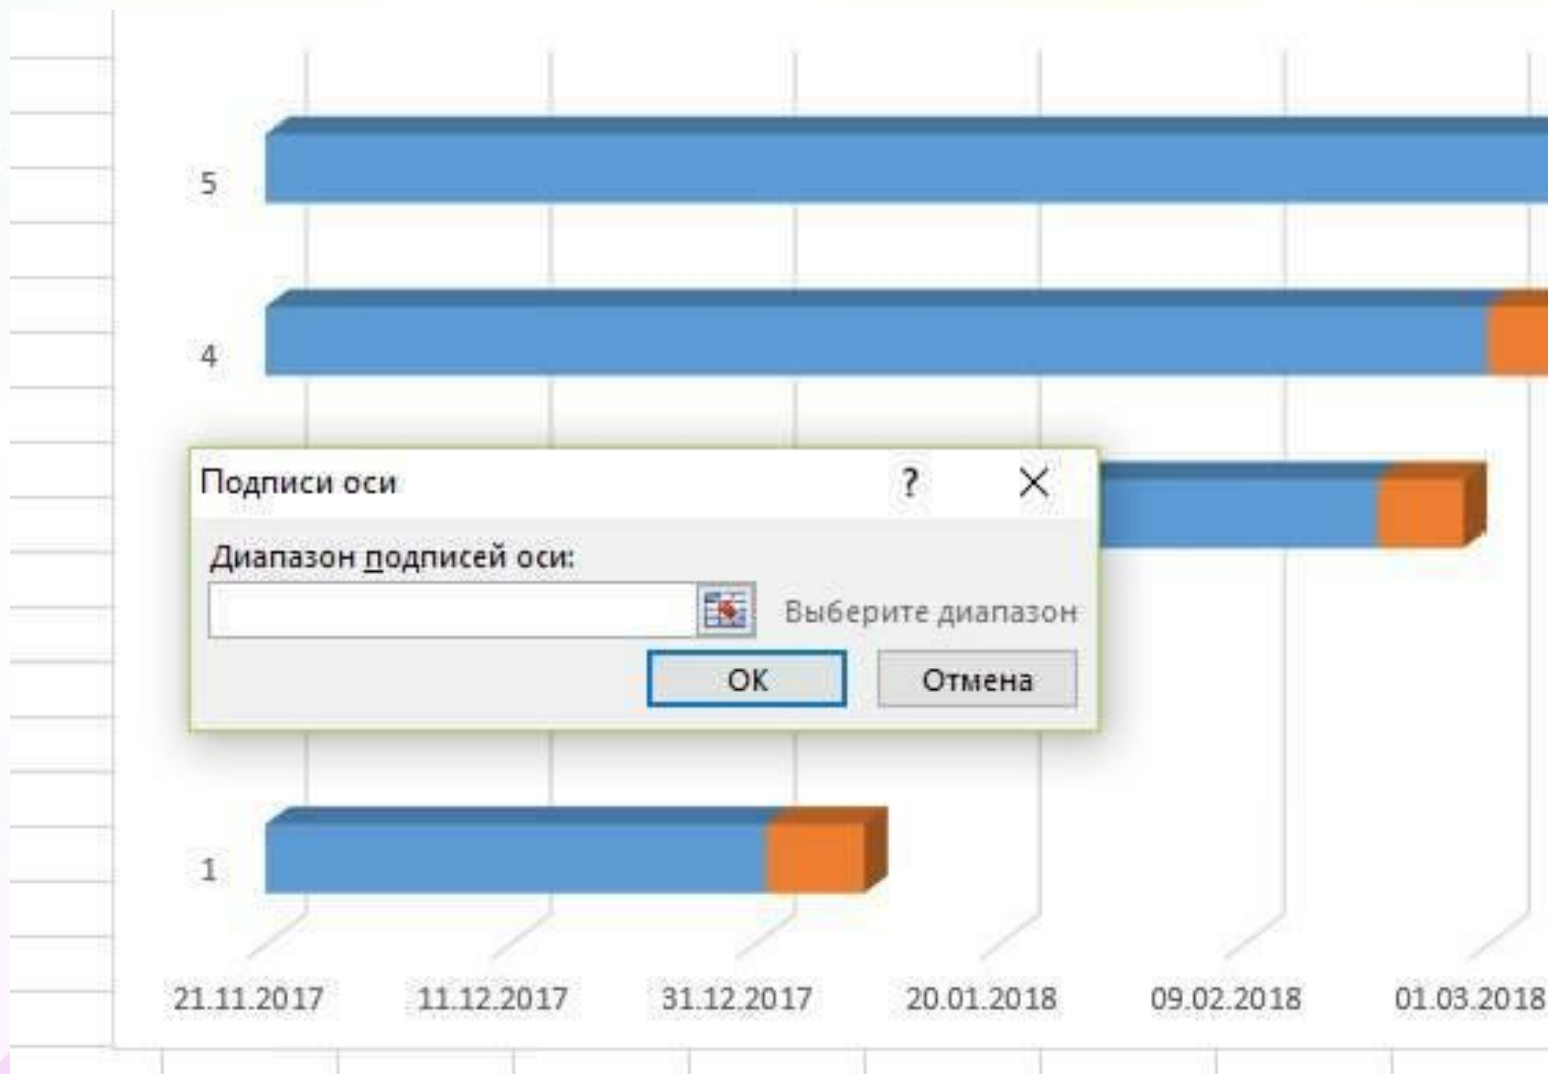 5
4
Подписи оси ?
Диапазон подписей оси:
Выберите диапазон
ОК Отмена
1
21.11.2017 11.12.2017 31.12.2017 20.01.2018 09.02.2018 01.03.2018